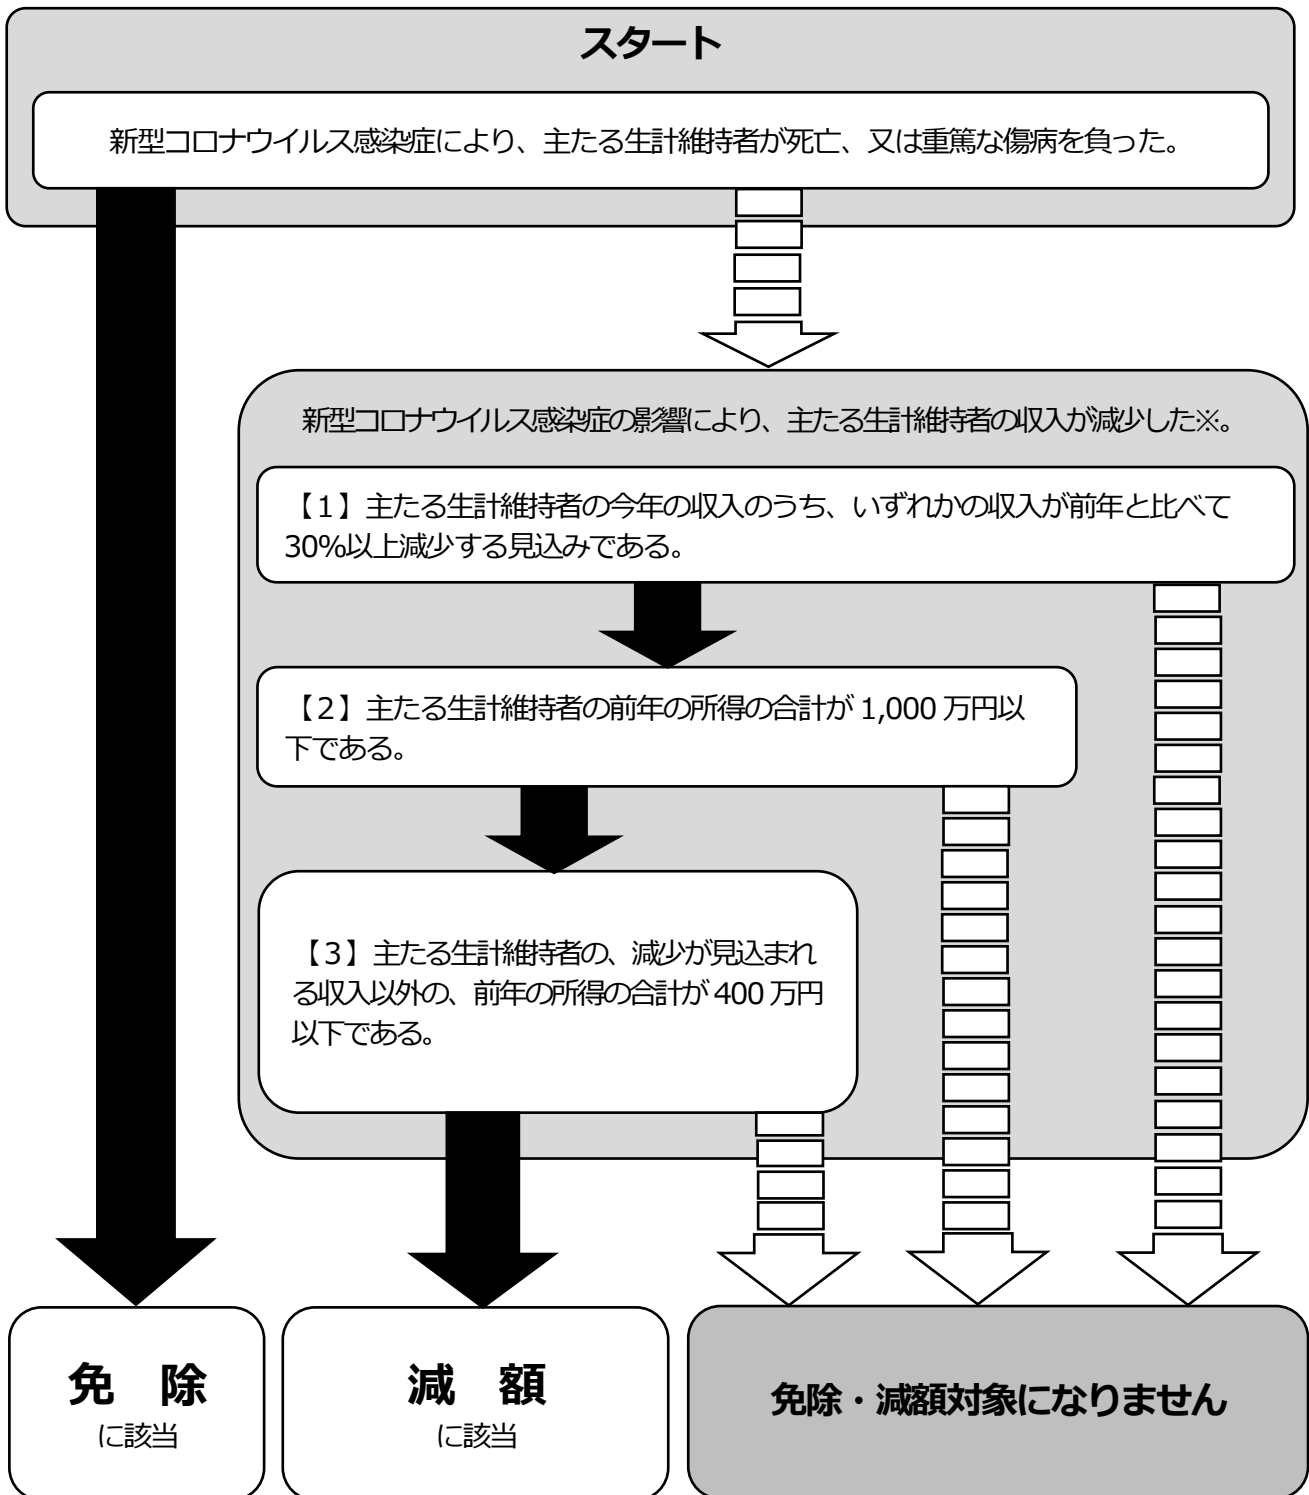 スタート
新型コロナウイルス感染症により、主たる生計維持者が死亡、又は重篤な傷病を負った。
新型コロナウイルス感染症の影響により、主たる生計維持者の収入が減少した※。
【１】主たる生計維持者の今年の収入のうち、いずれかの収入が前年と比べて
30%以上減少する見込みである。
【２】主たる生計維持者の前年の所得の合計が 1,000 万円以
下である。
【３】主たる生計維持者の、減少が見込まれ
る収入以外の、前年の所得の合計が 400 万円
以下である。
免　除
に該当
減　額
に該当
免除・減額対象になりません